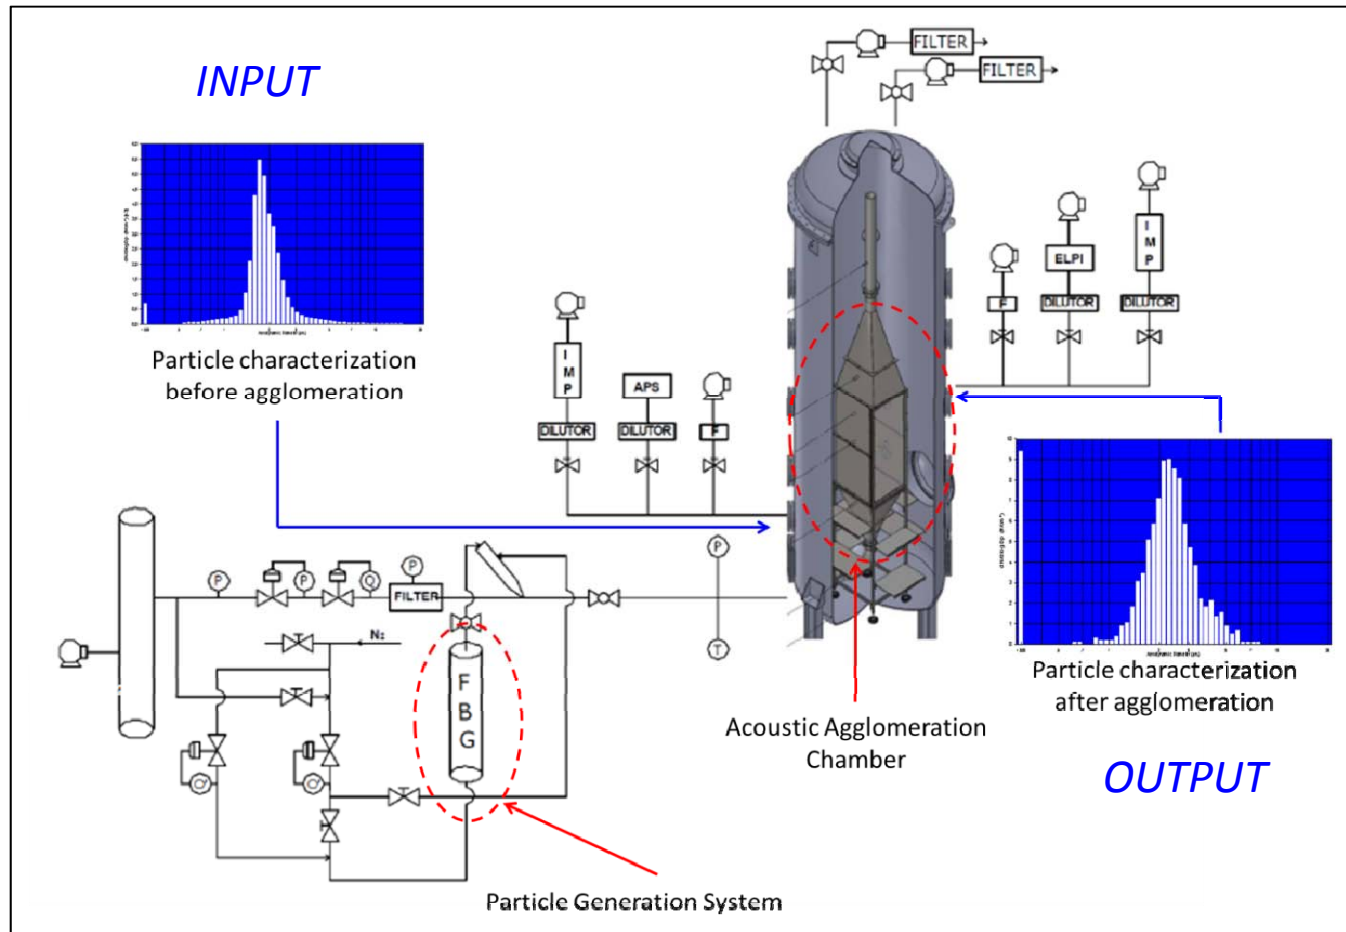 INPUT
FILTER
FILTER
Particle characterization
before agglomeration
I
M
P
APS
DILUTOR
DILUTOR
F
F
ELPI
I
M
P
DILUTOR
DILUTOR
P
P
Q
P
FILTER
N₂
F
B
G
P
T
Particle characterization
after agglomeration
Acoustic Agglomeration
Chamber
OUTPUT
Particle Generation System